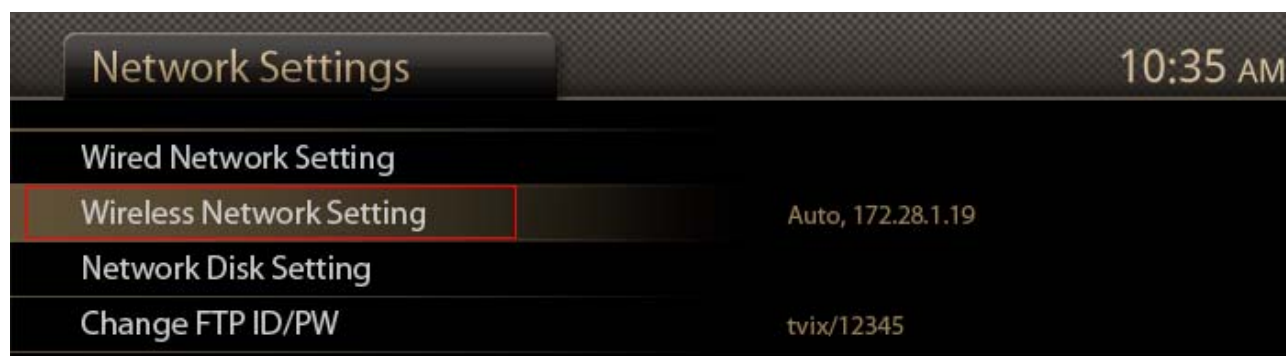 Network Settings
10:35 AM
Wired Network Setting
Wireless Network Setting
Auto, 172.28.1.19
Network Disk Setting
Change FTP ID/PW
tvix/12345